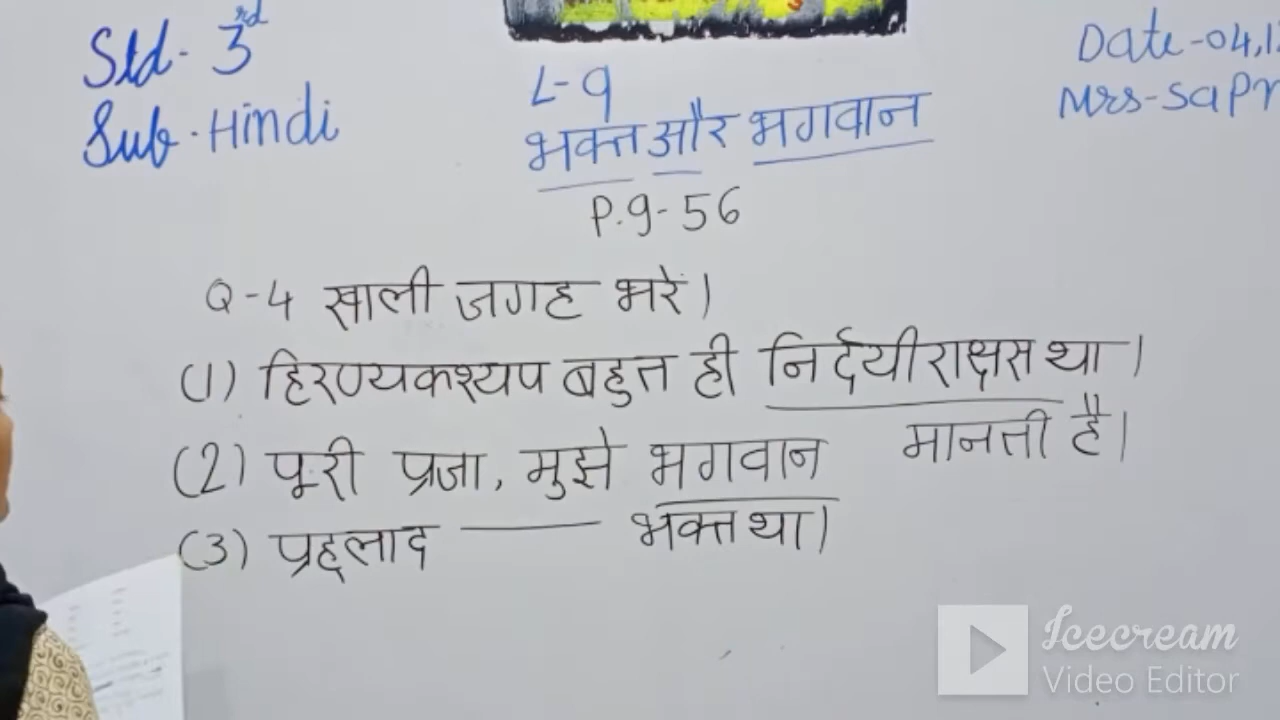 Std- 3rd
Sub- Hindi
L-9
भक्त और भगवान
Date-04,1
Mrs-Sapr
P.g-56
Q-4 खाली जगह भरे।
(1) हिरण्यकश्यप बहुत ही निर्दयी राक्षस था।
(2) पूरी प्रजा, मुझे भगवान मानती है।
(3) प्रह्लाद ——— भक्त था।
Icecream
Video Editor